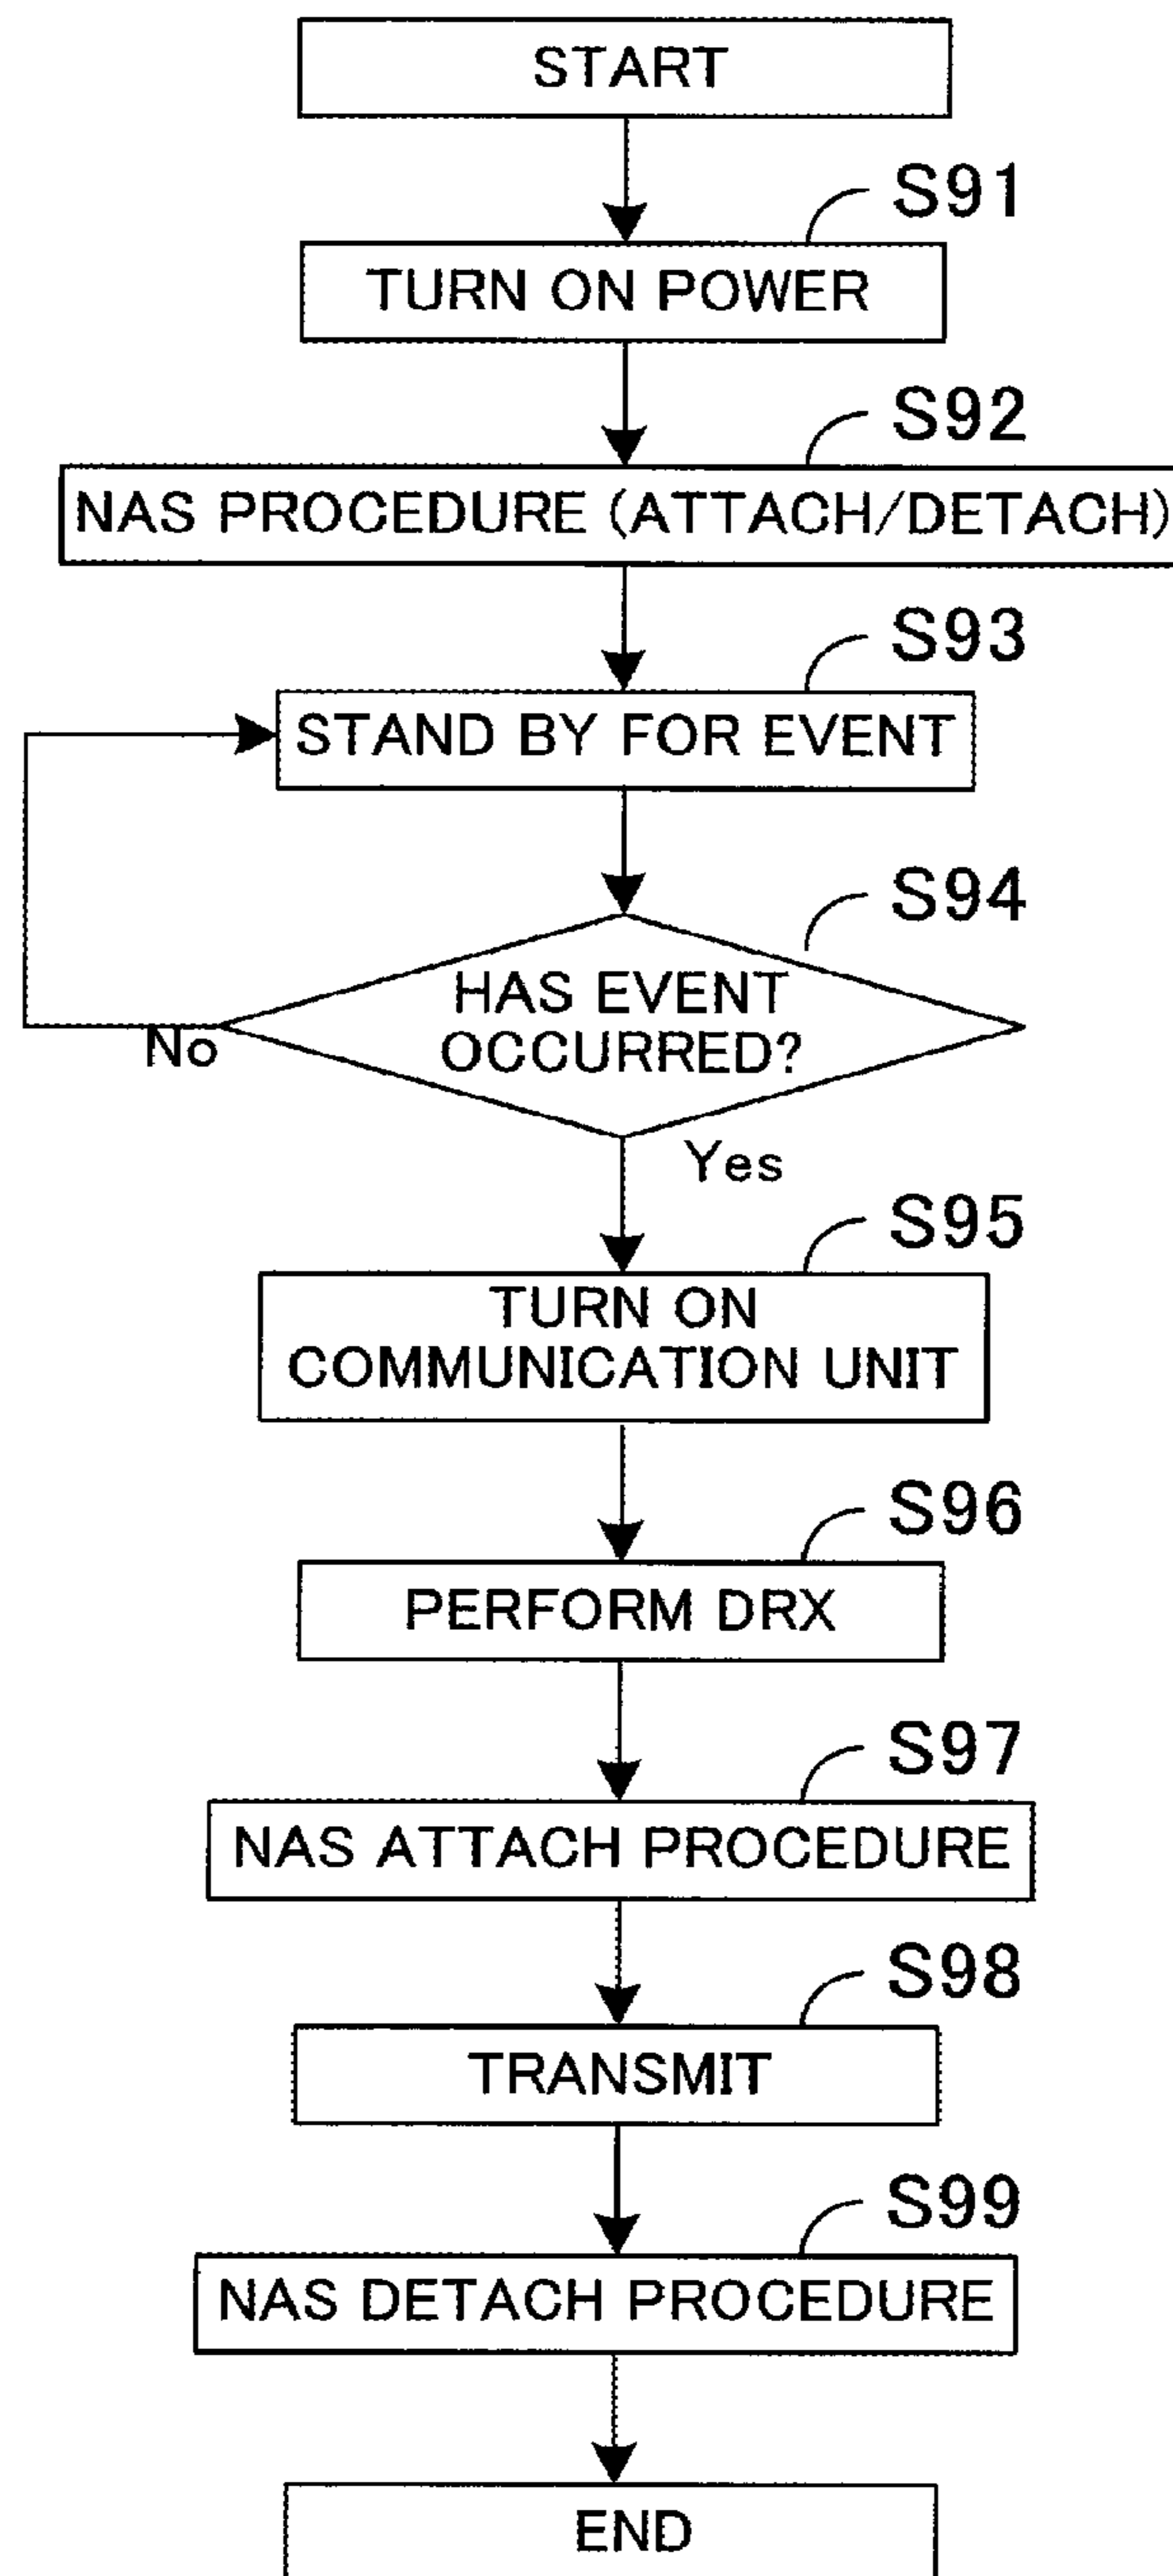 START
S91
TURN ON POWER
S92
NAS PROCEDURE (ATTACH/DETACH)
S93
STAND BY FOR EVENT
S94
HAS EVENT
OCCURRED?
No
Yes
S95
TURN ON
COMMUNICATION UNIT
S96
PERFORM DRX
S97
NAS ATTACH PROCEDURE
S98
TRANSMIT
S99
NAS DETACH PROCEDURE
END